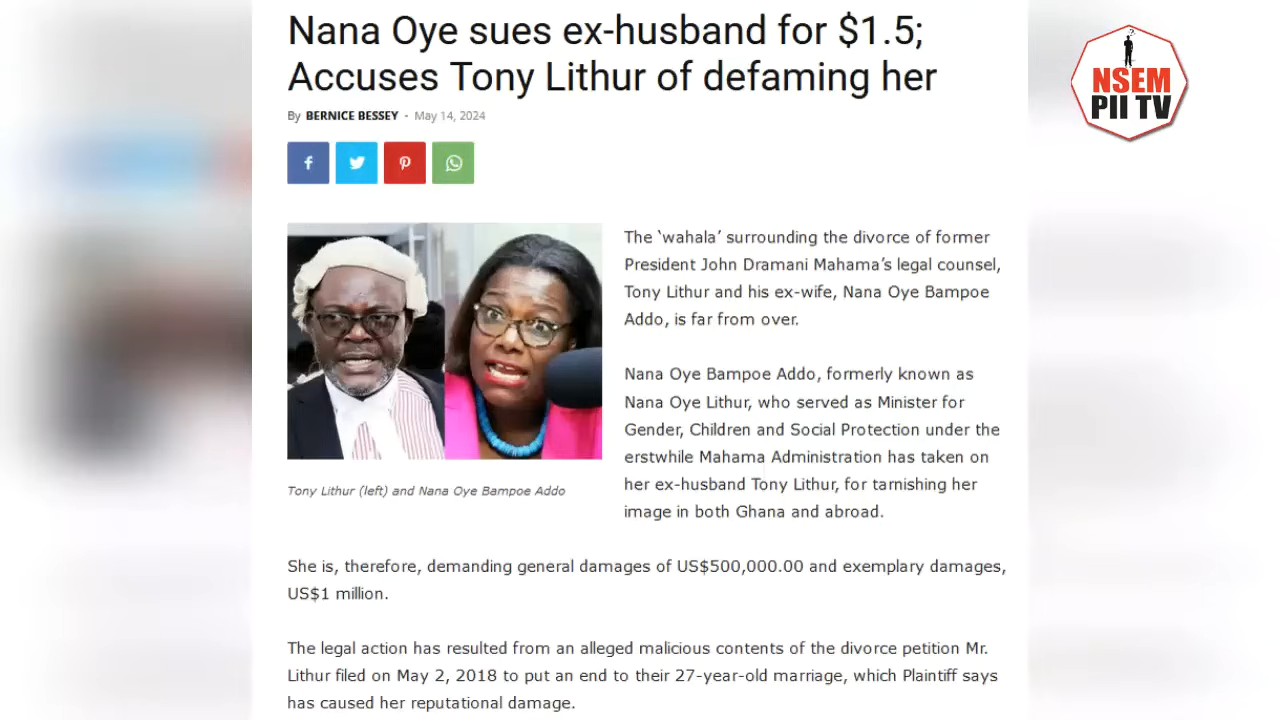 Nana Oye sues ex-husband for $1.5;
Accuses Tony Lithur of defaming her
By BERNICE BESSEY - May 14, 2024
NSEM
PII TV
The ‘wahala’ surrounding the divorce of former
President John Dramani Mahama’s legal counsel,
Tony Lithur and his ex-wife, Nana Oye Bampoe
Addo, is far from over.
Nana Oye Bampoe Addo, formerly known as
Nana Oye Lithur, who served as Minister for
Gender, Children and Social Protection under the
erstwhile Mahama Administration has taken on
her ex-husband Tony Lithur, for tarnishing her
image in both Ghana and abroad.
Tony Lithur (left) and Nana Oye Bampoe Addo
She is, therefore, demanding general damages of US$500,000.00 and exemplary damages,
US$1 million.
The legal action has resulted from an alleged malicious contents of the divorce petition Mr.
Lithur filed on May 2, 2018 to put an end to their 27-year-old marriage, which Plaintiff says
has caused her reputational damage.